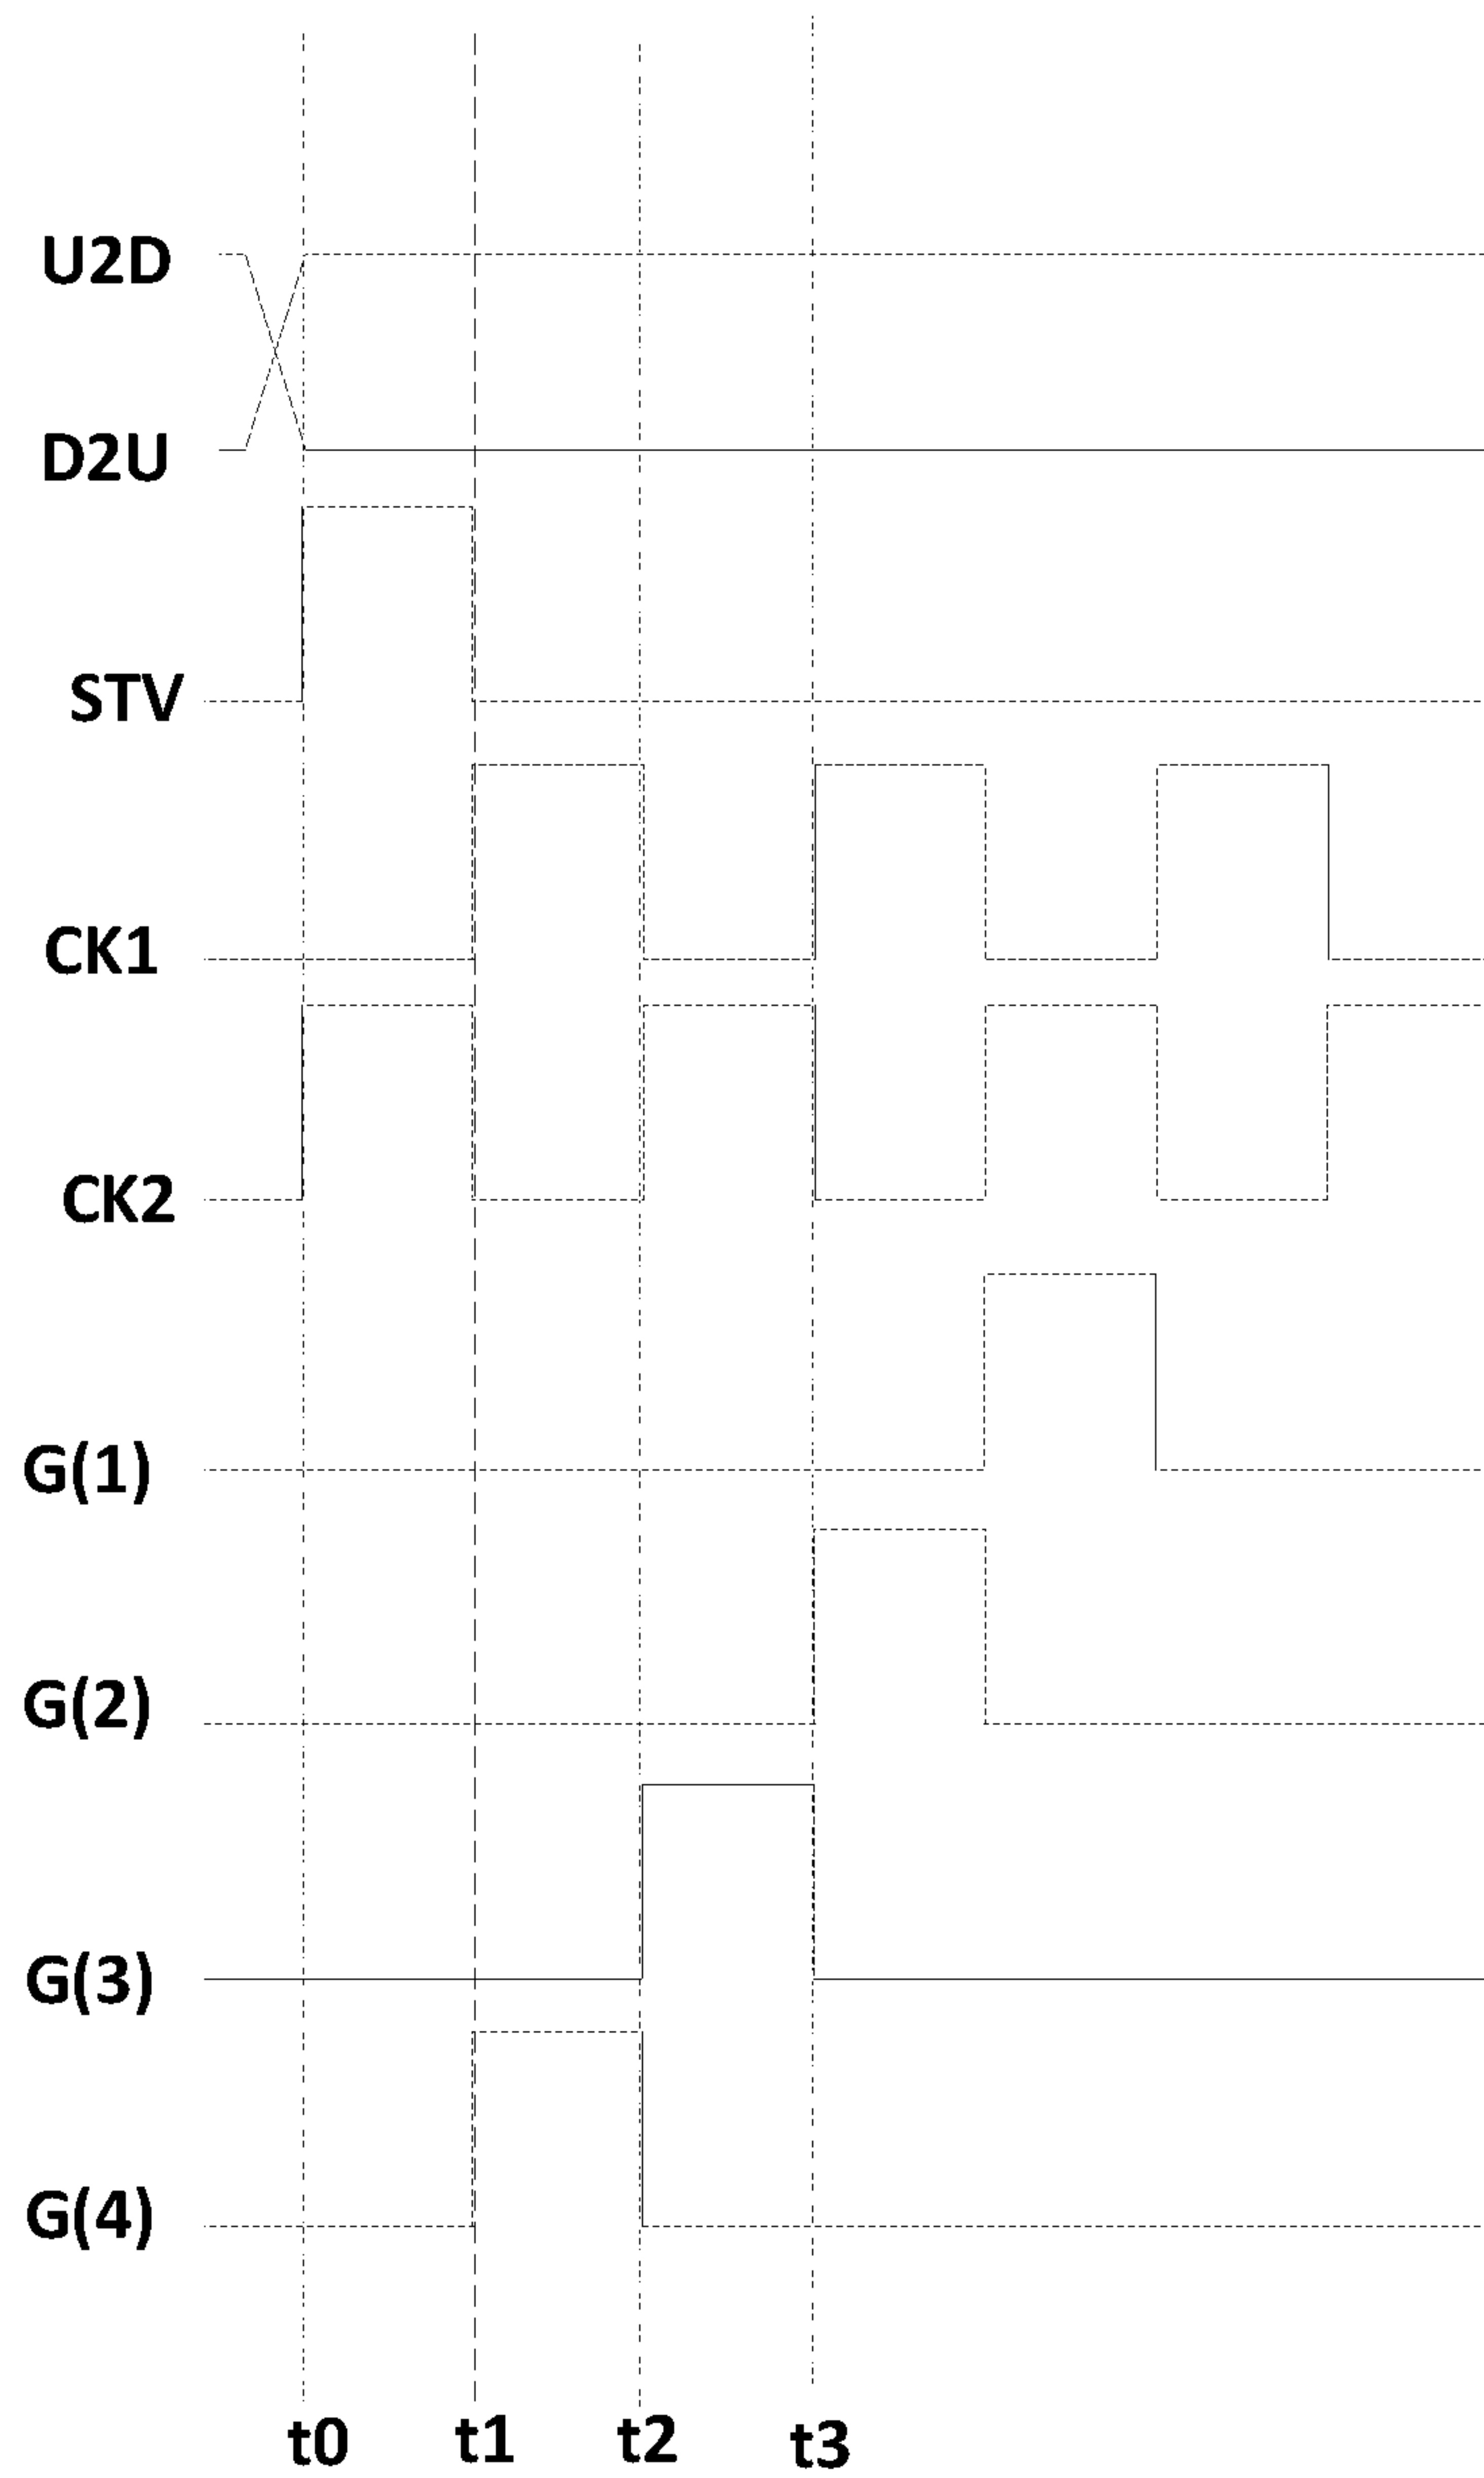 U2D
D2U
STV
CK1
CK2
G(1)
G(2)
G(3)
G(4)
t0 t1 t2 t3